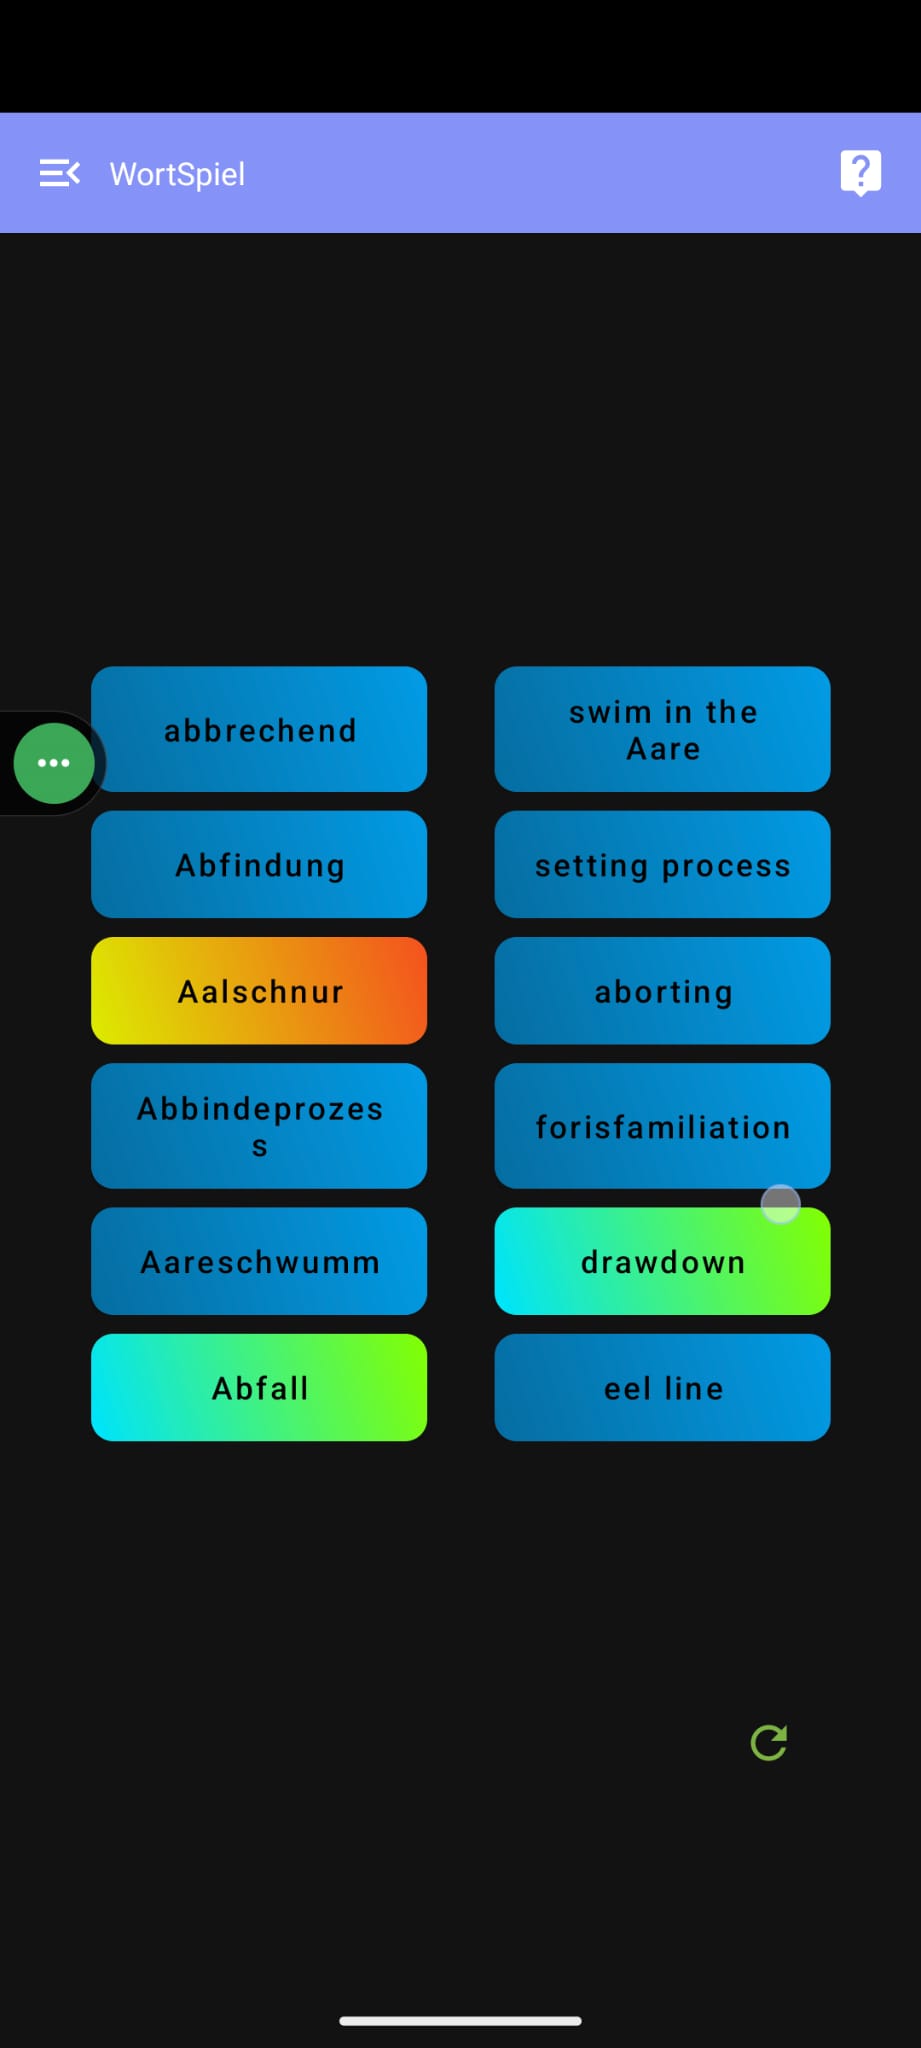 WortSpiel
abbrechend
swim in the
Aare
Abfindung
setting process
Aalschnur
aborting
Abbindeprozes
s
forisfamiliation
Aareschwumm
drawdown
Abfall
eel line